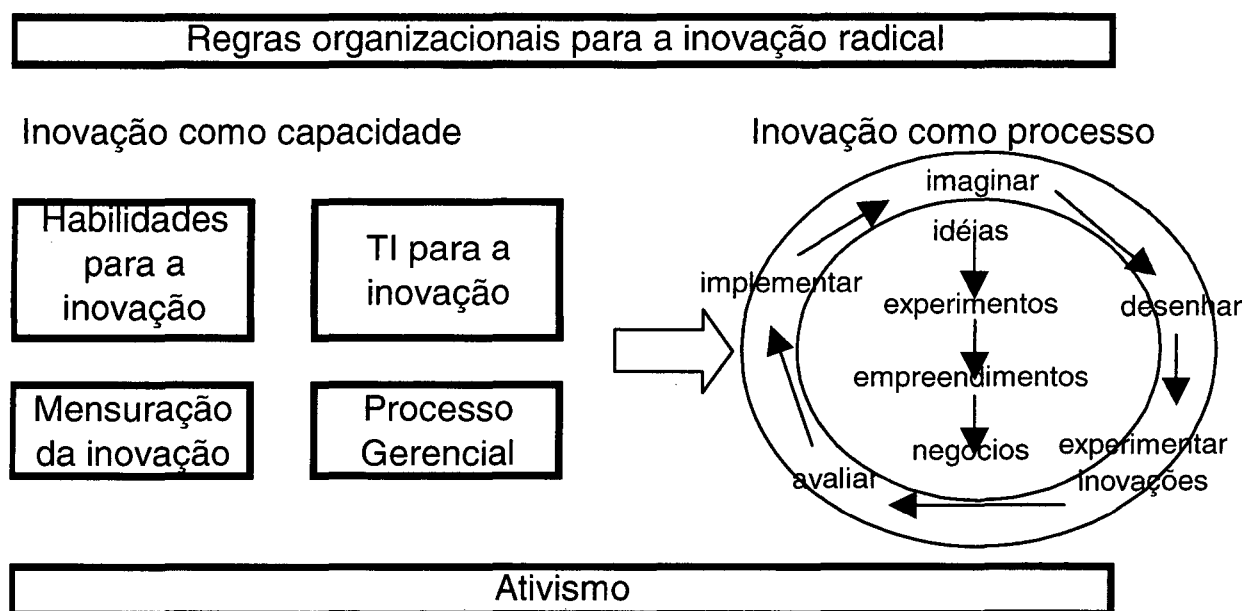 Regras organizacionais para a inovação radical
Inovação como capacidade
Inovação como processo
Habilidades
para a
inovação
TI para a
inovação
Mensuração
da inovação
Processo
Gerencial
imaginar
idéias
implementar
experimentos
desenhar
empreendimentos
negócios
experimentar
Inovações
avaliar
Ativismo